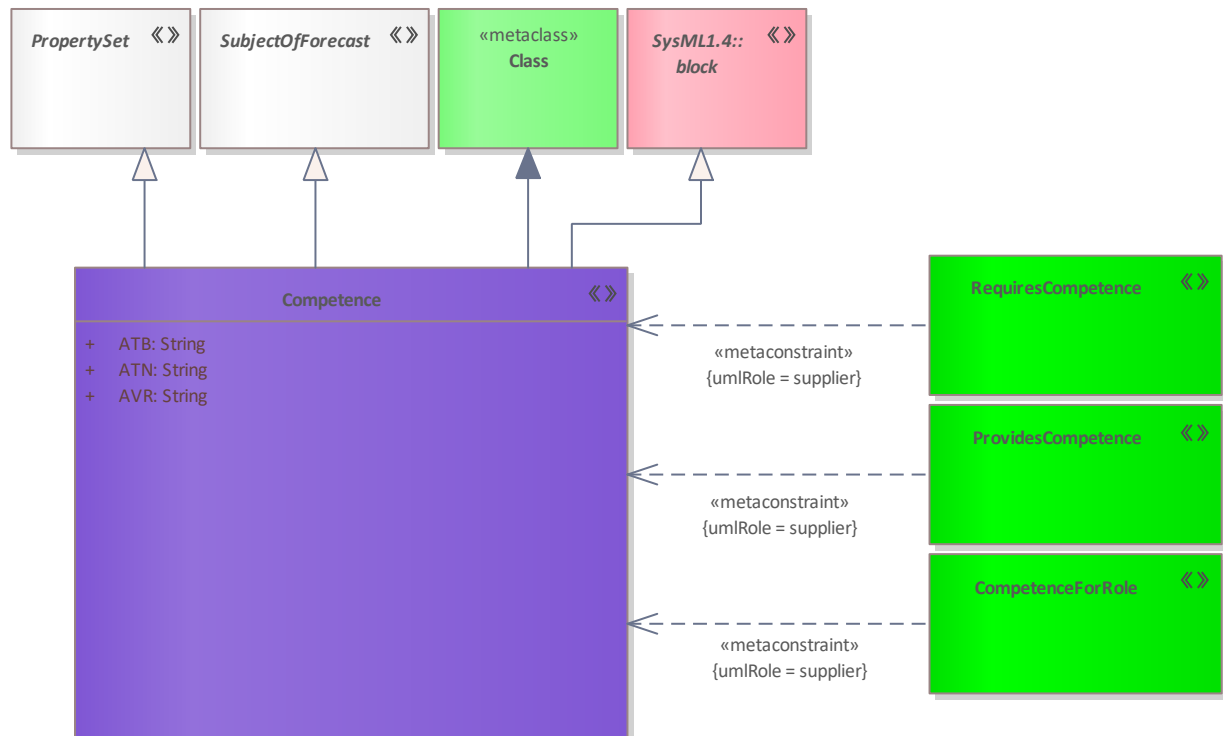 PropertySet «»
SubjectOfForecast «»
«metaclass»
Class
SysML1.4::
block
«»
Competence «»
+ ATB: String
+ ATN: String
+ AVR: String
«metaconstraint»
{umlRole = supplier}
RequiresCompetence «»
«metaconstraint»
{umlRole = supplier}
ProvidesCompetence «»
«metaconstraint»
{umlRole = supplier}
CompetenceForRole «»